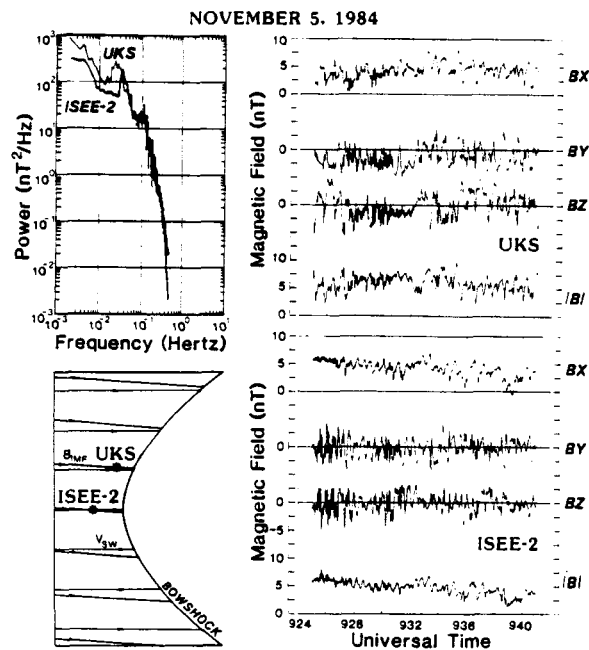 NOVEMBER 5, 1984
10³
10²
10¹
10⁰
10⁻¹
10⁻²
10⁻³
Power (nT²/Hz)
UKS
ISEE-2
10⁻³ 10⁻² 10⁻¹ 10⁰ 10¹
Frequency (Hertz)
BIMF UKS
ISEE-2
VSW
BOWSHOCK
Magnetic Field (nT)
10
5
0
BX
0
BY
0
BZ
UKS
10
5
0
|B|
Magnetic Field (nT)
10
5
0
BX
0
BY
0
BZ
-5
ISEE-2
10
5
0
|B|
924 928 932 936 940
Universal Time